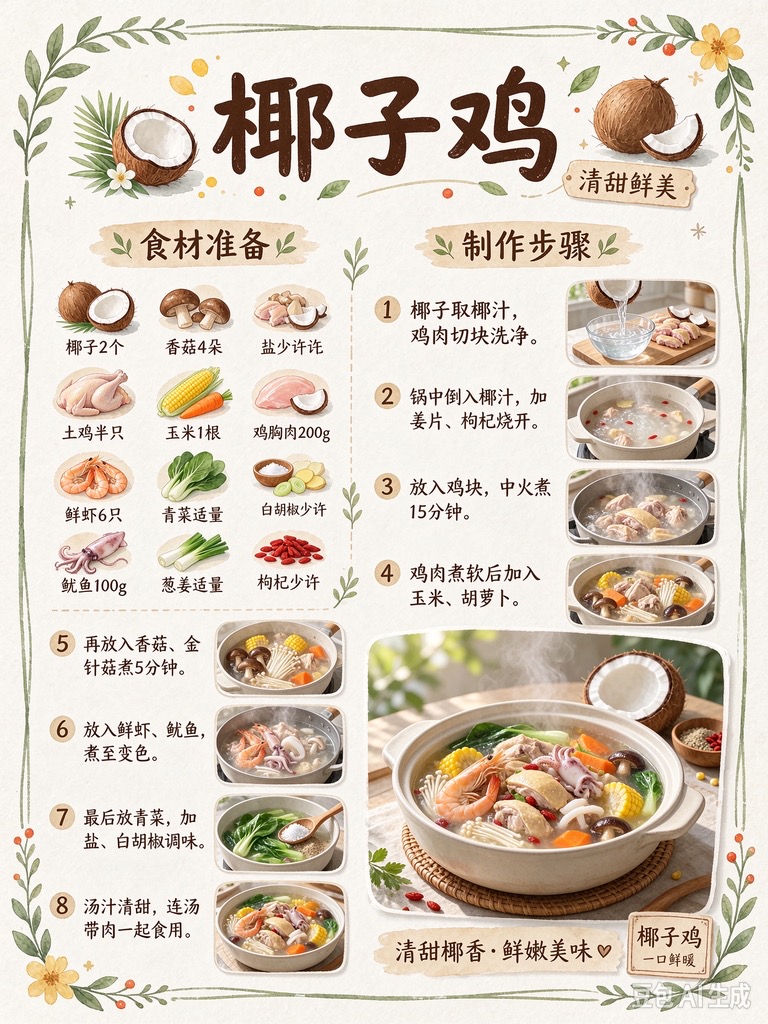 椰子鸡
清甜鲜美
食材准备
椰子2个
香菇4朵
盐少许许
土鸡半只
玉米1根
鸡胸肉200g
鲜虾6只
青菜适量
白胡椒少许
鱿鱼100g
葱姜适量
枸杞少许
制作步骤
1 椰子取椰汁，
鸡肉切块洗净。
2 锅中倒入椰汁，加
姜片、枸杞烧开。
3 放入鸡块，中火煮
15分钟。
4 鸡肉煮软后加入
玉米、胡萝卜。
5 再放入香菇、金
针菇煮5分钟。
6 放入鲜虾、鱿鱼，
煮至变色。
7 最后放青菜，加
盐、白胡椒调味。
8 汤汁清甜，连汤
带肉一起食用。
清甜椰香·鲜嫩美味♡
椰子鸡
一口鲜暖
豆包AI生成